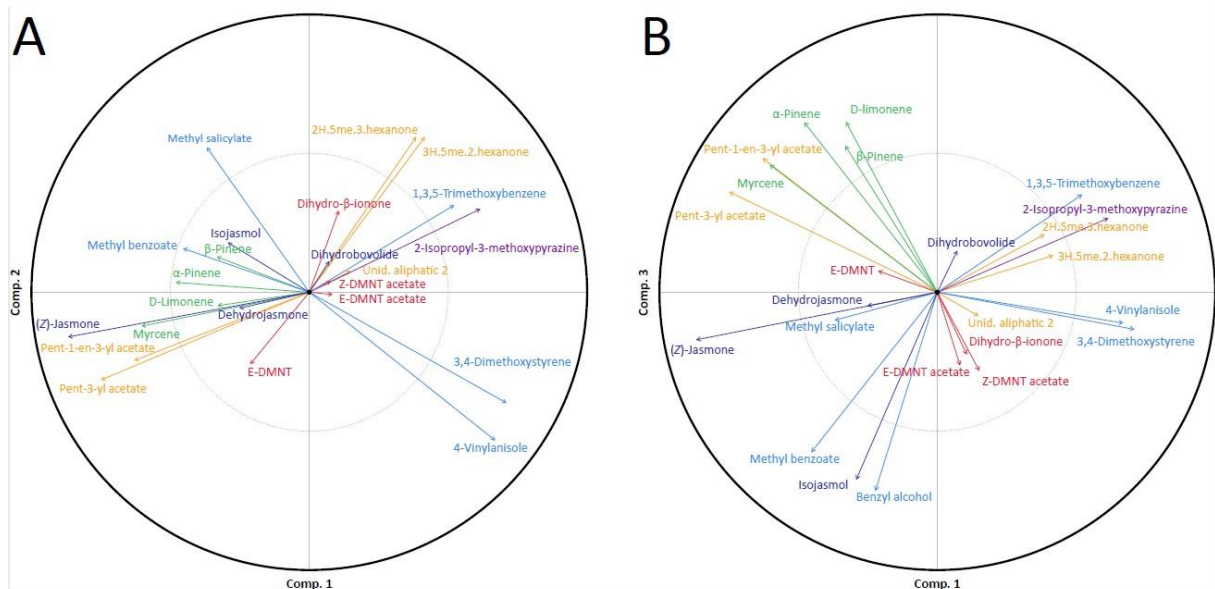 A
Methyl salicylate
2H.5me.3.hexanone
3H.5me.2.hexanone
1,3,5-Trimethoxybenzene
Dihydro-β-ionone
Isojasmol
Methyl benzoate
β-Pinene
Dihydrobovolide
2-Isopropyl-3-methoxypyrazine
α-Pinene
Unid. aliphatic 2
Z-DMNT acetate
E-DMNT acetate
D-Limonene
Dehydrojasmone
(Z)-Jasmone
Myrcene
Pent-1-en-3-yl acetate
Pent-3-yl acetate
E-DMNT
3,4-Dimethoxystyrene
4-Vinylanisole
Comp. 2
Comp. 1
B
D-limonene
α-Pinene
Pent-1-en-3-yl acetate
β-Pinene
Myrcene
Pent-3-yl acetate
1,3,5-Trimethoxybenzene
2-Isopropyl-3-methoxypyrazine
2H.5me.3.hexanone
Dihydrobovolide
3H.5me.2.hexanone
E-DMNT
Dehydrojasmone
Methyl salicylate
(Z)-Jasmone
4-Vinylanisole
Unid. aliphatic 2
3,4-Dimethoxystyrene
Dihydro-β-ionone
E-DMNT acetate
Z-DMNT acetate
Methyl benzoate
Isojasmol
Benzyl alcohol
Comp. 3
Comp. 1